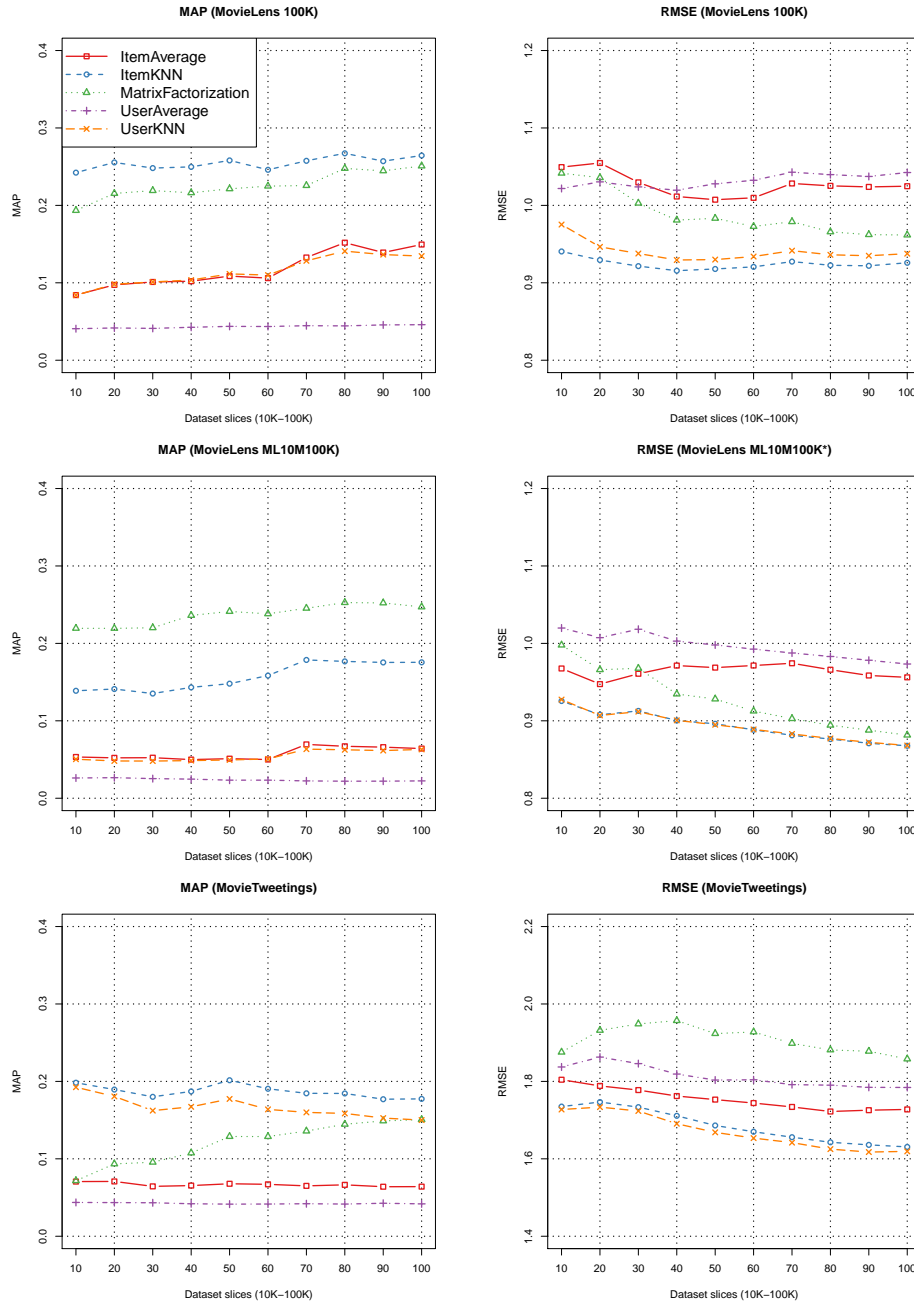 MAP (MovieLens 100K)
MAP
0.4
0.3
0.2
0.1
0.0
ItemAverage
ItemKNN
MatrixFactorization
UserAverage
UserKNN
10 20 30 40 50 60 70 80 90 100
Dataset slices (10K−100K)
RMSE (MovieLens 100K)
RMSE
1.2
1.1
1.0
0.9
0.8
10 20 30 40 50 60 70 80 90 100
Dataset slices (10K−100K)
MAP (MovieLens ML10M100K)
MAP
0.4
0.3
0.2
0.1
0.0
10 20 30 40 50 60 70 80 90 100
Dataset slices (10K−100K)
RMSE (MovieLens ML10M100K*)
RMSE
1.2
1.1
1.0
0.9
0.8
10 20 30 40 50 60 70 80 90 100
Dataset slices (10K−100K)
MAP (MovieTweetings)
MAP
0.4
0.3
0.2
0.1
0.0
10 20 30 40 50 60 70 80 90 100
Dataset slices (10K−100K)
RMSE (MovieTweetings)
RMSE
2.2
2.0
1.8
1.6
1.4
10 20 30 40 50 60 70 80 90 100
Dataset slices (10K−100K)